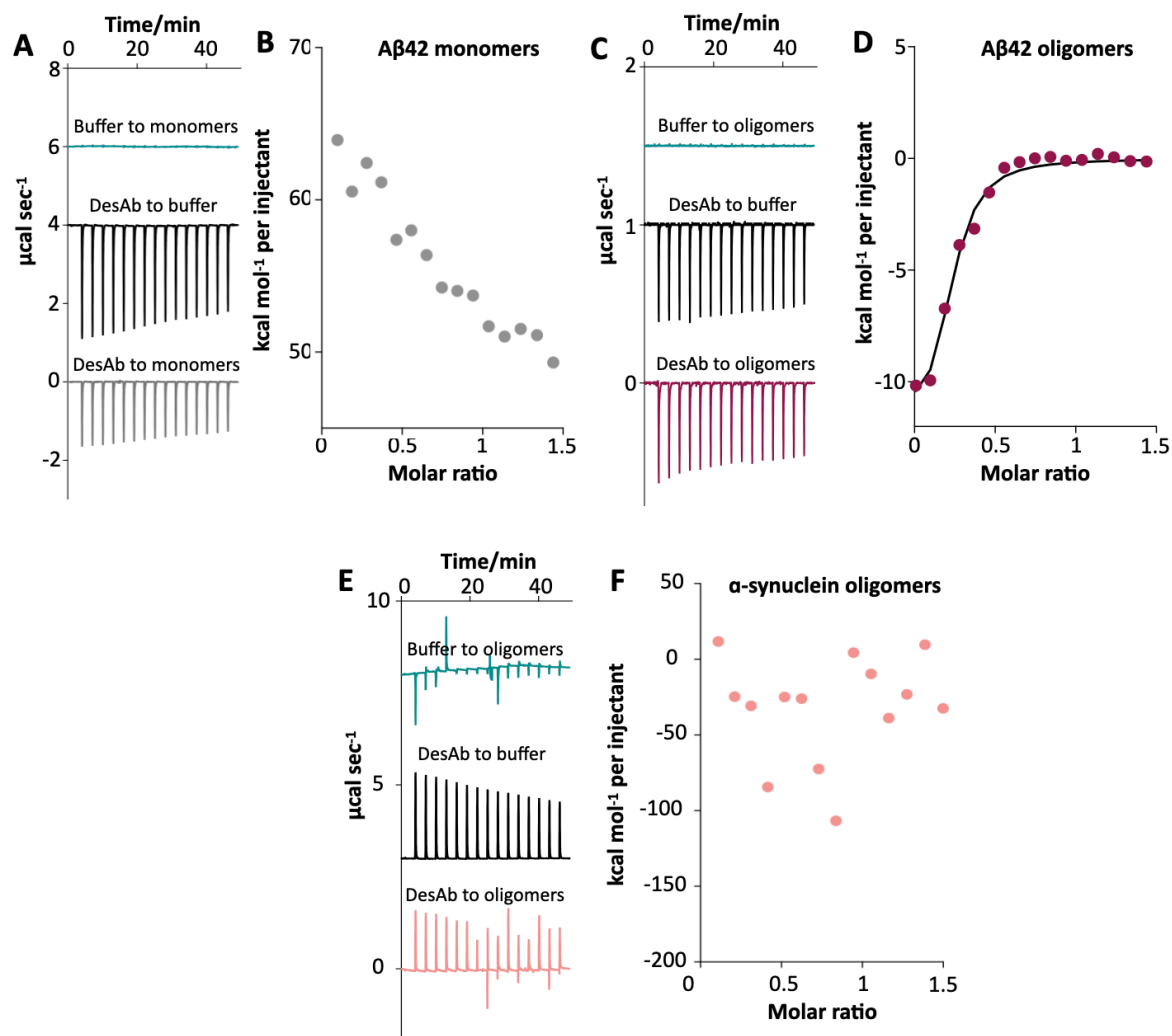 A
Time/min
0 20 40
8
6
4
2
0
-2
µcal sec-1
Buffer to monomers
DesAb to buffer
DesAb to monomers
B
Aβ42 monomers
70
60
50
kcal mol-1 per injectant
0 0.5 1 1.5
Molar ratio
C
Time/min
0 20 40
2
1
0
µcal sec-1
Buffer to oligomers
DesAb to buffer
DesAb to oligomers
D
Aβ42 oligomers
5
0
-5
-10
kcal mol-1 per injectant
0 0.5 1 1.5
Molar ratio
E
Time/min
0 20 40
10
5
0
µcal sec-1
Buffer to oligomers
DesAb to buffer
DesAb to oligomers
F
α-synuclein oligomers
50
0
-50
-100
-150
-200
kcal mol-1 per injectant
0 0.5 1 1.5
Molar ratio